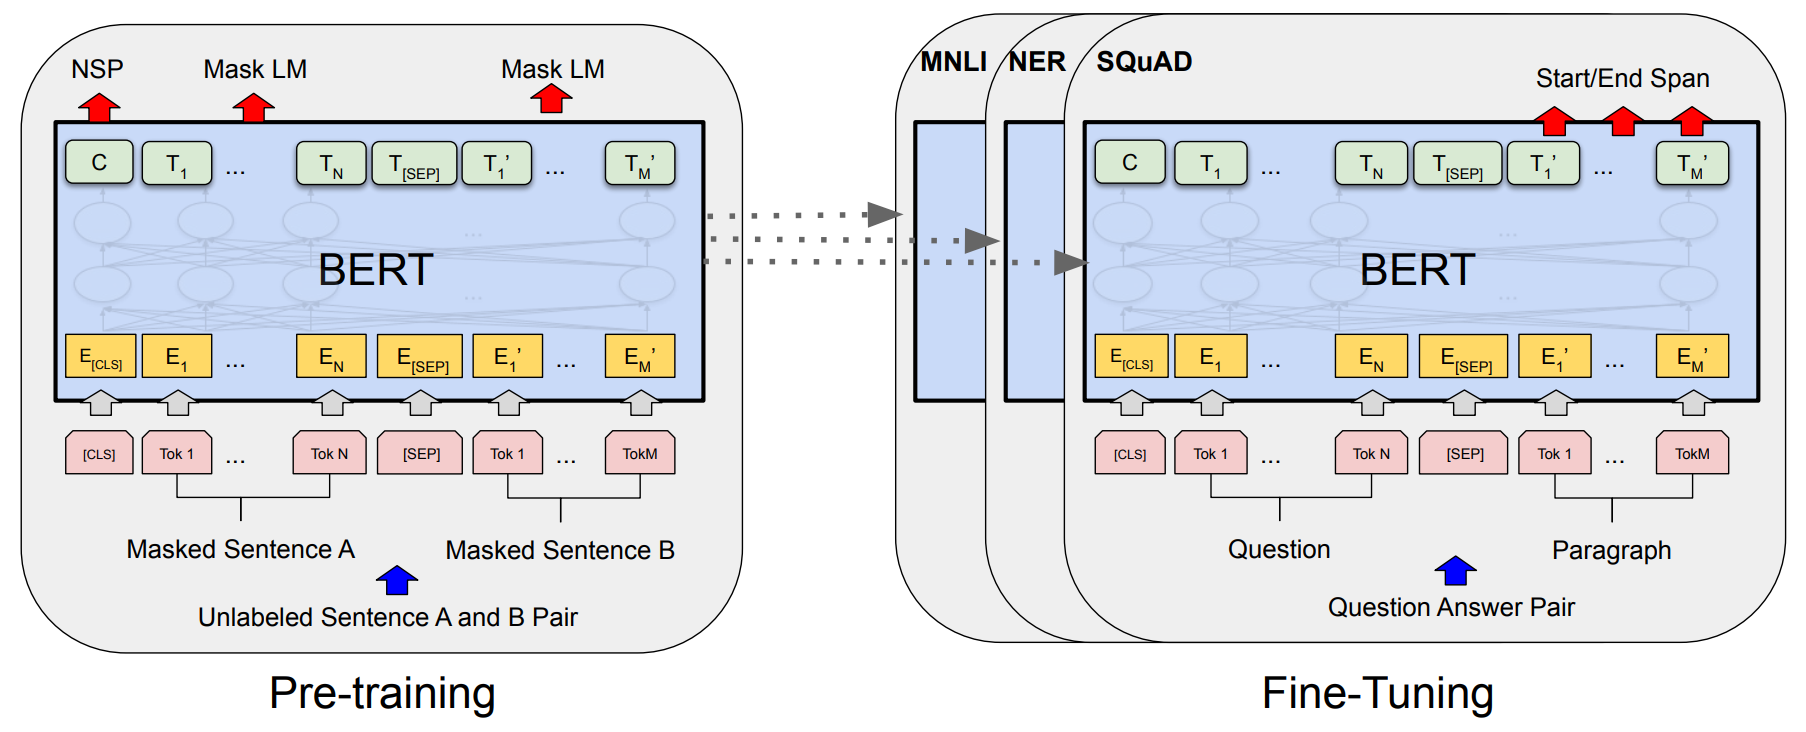 NSP Mask LM Mask LM
C T1 ... TN T[SEP] T1’ ... TM’
...
BERT
...
E[CLS] E1 ... EN E[SEP] E1’ ... EM’
[CLS] Tok 1 ... Tok N [SEP] Tok 1 ... TokM
Masked Sentence A Masked Sentence B
Unlabeled Sentence A and B Pair
Pre-training
MNLI NER SQuAD
Start/End Span
C T1 ... TN T[SEP] T1’ ... TM’
...
BERT
...
E[CLS] E1 ... EN E[SEP] E1’ ... EM’
[CLS] Tok 1 ... Tok N [SEP] Tok 1 ... TokM
Question Paragraph
Question Answer Pair
Fine-Tuning